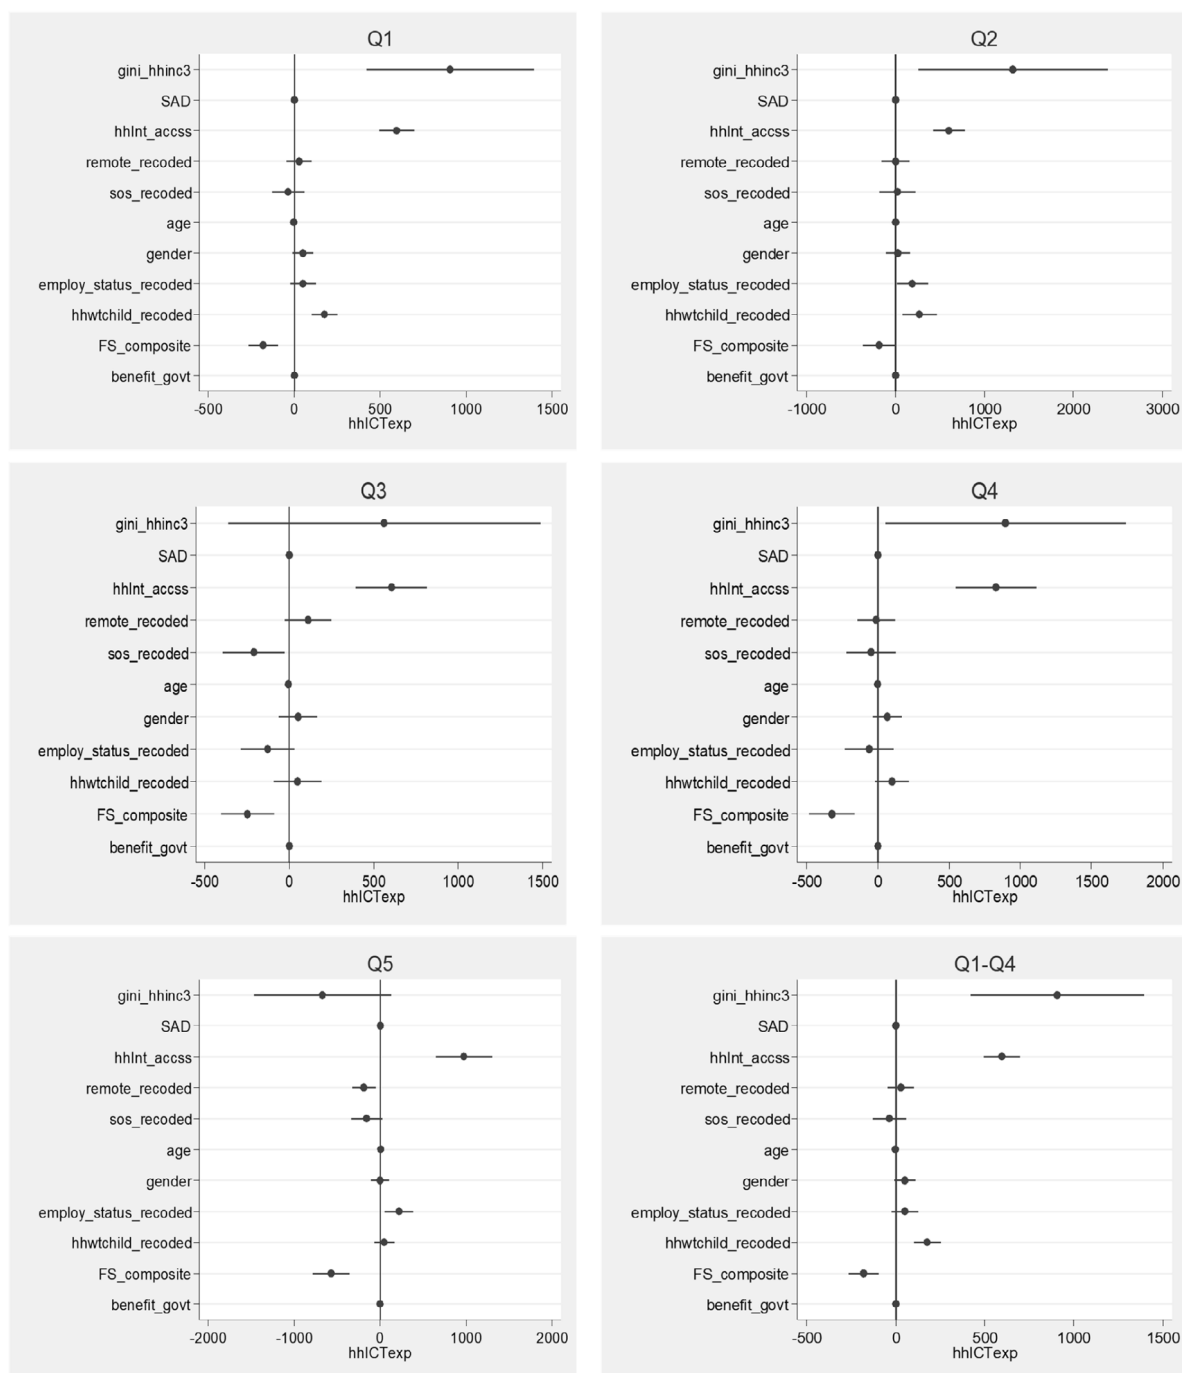 Q1
gini_hhinc3
SAD
hhInt_accss
remote_recoded
sos_recoded
age
gender
employ_status_recoded
hhwtchild_recoded
FS_composite
benefit_govt
-500 0 500 1000 1500
hhICTexp
Q2
gini_hhinc3
SAD
hhInt_accss
remote_recoded
sos_recoded
age
gender
employ_status_recoded
hhwtchild_recoded
FS_composite
benefit_govt
-1000 0 1000 2000 3000
hhICTexp
Q3
gini_hhinc3
SAD
hhInt_accss
remote_recoded
sos_recoded
age
gender
employ_status_recoded
hhwtchild_recoded
FS_composite
benefit_govt
-500 0 500 1000 1500
hhICTexp
Q4
gini_hhinc3
SAD
hhInt_accss
remote_recoded
sos_recoded
age
gender
employ_status_recoded
hhwtchild_recoded
FS_composite
benefit_govt
-500 0 500 1000 1500 2000
hhICTexp
Q5
gini_hhinc3
SAD
hhInt_accss
remote_recoded
sos_recoded
age
gender
employ_status_recoded
hhwtchild_recoded
FS_composite
benefit_govt
-2000 -1000 0 1000 2000
hhICTexp
Q1-Q4
gini_hhinc3
SAD
hhInt_accss
remote_recoded
sos_recoded
age
gender
employ_status_recoded
hhwtchild_recoded
FS_composite
benefit_govt
-500 0 500 1000 1500
hhICTexp